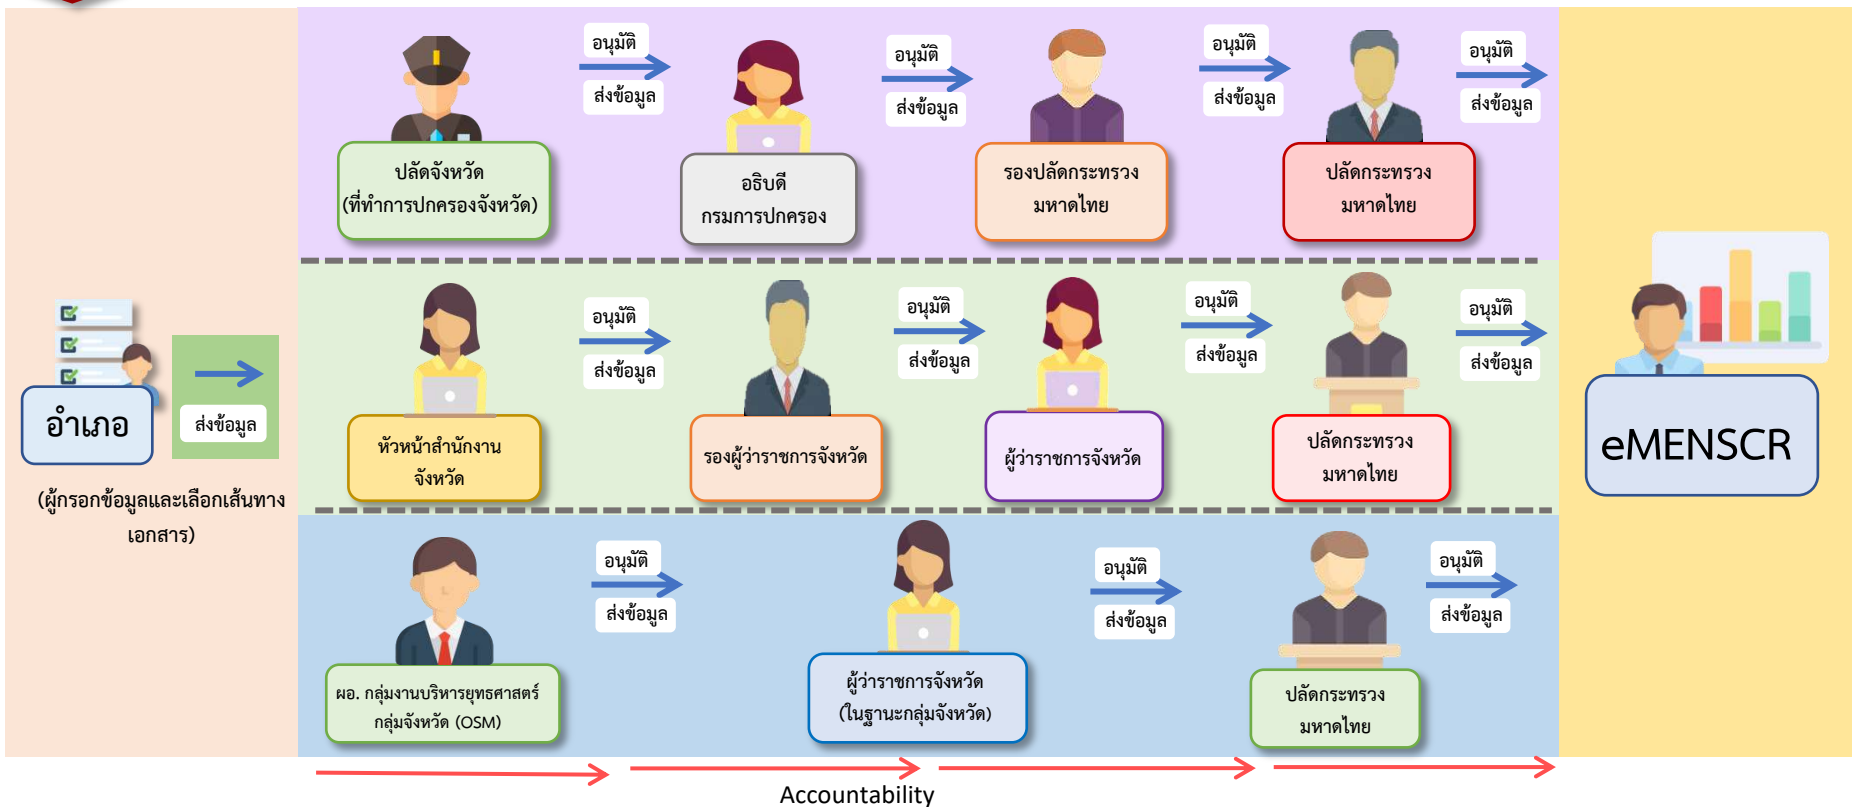 อำเภอ
ส่งข้อมูล
(ผู้กรอกข้อมูลและเลือกเส้นทาง
เอกสาร)
ปลัดจังหวัด
(ที่ทำการปกครองจังหวัด)
อนุมัติ
ส่งข้อมูล
อธิบดี
กรมการปกครอง
อนุมัติ
ส่งข้อมูล
รองปลัดกระทรวง
มหาดไทย
อนุมัติ
ส่งข้อมูล
ปลัดกระทรวง
มหาดไทย
อนุมัติ
ส่งข้อมูล
หัวหน้าสำนักงาน
จังหวัด
อนุมัติ
ส่งข้อมูล
รองผู้ว่าราชการจังหวัด
อนุมัติ
ส่งข้อมูล
ผู้ว่าราชการจังหวัด
อนุมัติ
ส่งข้อมูล
ปลัดกระทรวง
มหาดไทย
อนุมัติ
ส่งข้อมูล
ผอ. กลุ่มงานบริหารยุทธศาสตร์
กลุ่มจังหวัด (OSM)
อนุมัติ
ส่งข้อมูล
ผู้ว่าราชการจังหวัด
(ในฐานะกลุ่มจังหวัด)
อนุมัติ
ส่งข้อมูล
ปลัดกระทรวง
มหาดไทย
อนุมัติ
ส่งข้อมูล
eMENSCR
Accountability